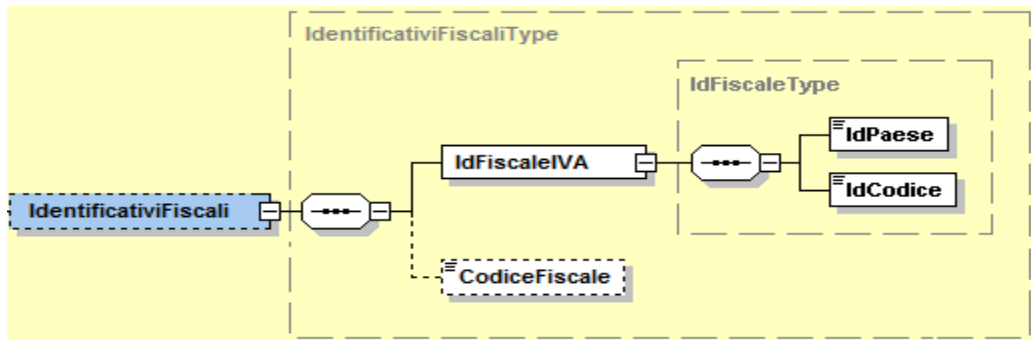 IdentificativiFiscaliType
IdFiscaleType
IdPaese
IdFiscaleIVA
IdCodice
IdentificativiFiscali
CodiceFiscale